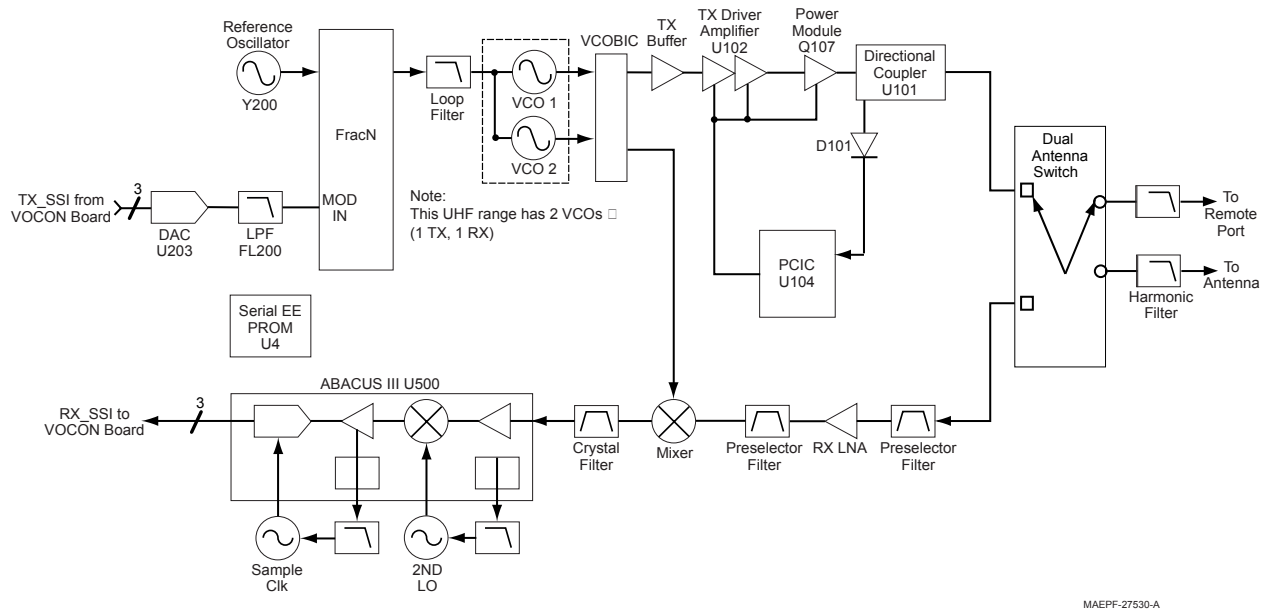 Reference
Oscillator
Y200
FracN
MOD
IN
Loop
Filter
VCO 1
VCO 2
VCOBIC
TX
Buffer
TX Driver
Amplifier
U102
Power
Module
Q107
Directional
Coupler
U101
D101
Dual
Antenna
Switch
To
Remote
Port
To
Antenna
Harmonic
Filter
TX_SSI from
VOCON Board
3
DAC
U203
LPF
FL200
Note:
This UHF range has 2 VCOs □
(1 TX, 1 RX)
PCIC
U104
Serial EE
PROM
U4
ABACUS III U500
RX_SSI to
VOCON Board
3
Crystal
Filter
Mixer
Preselector
Filter
RX LNA
Preselector
Filter
Sample
Clk
2ND
LO
MAEPF-27530-A